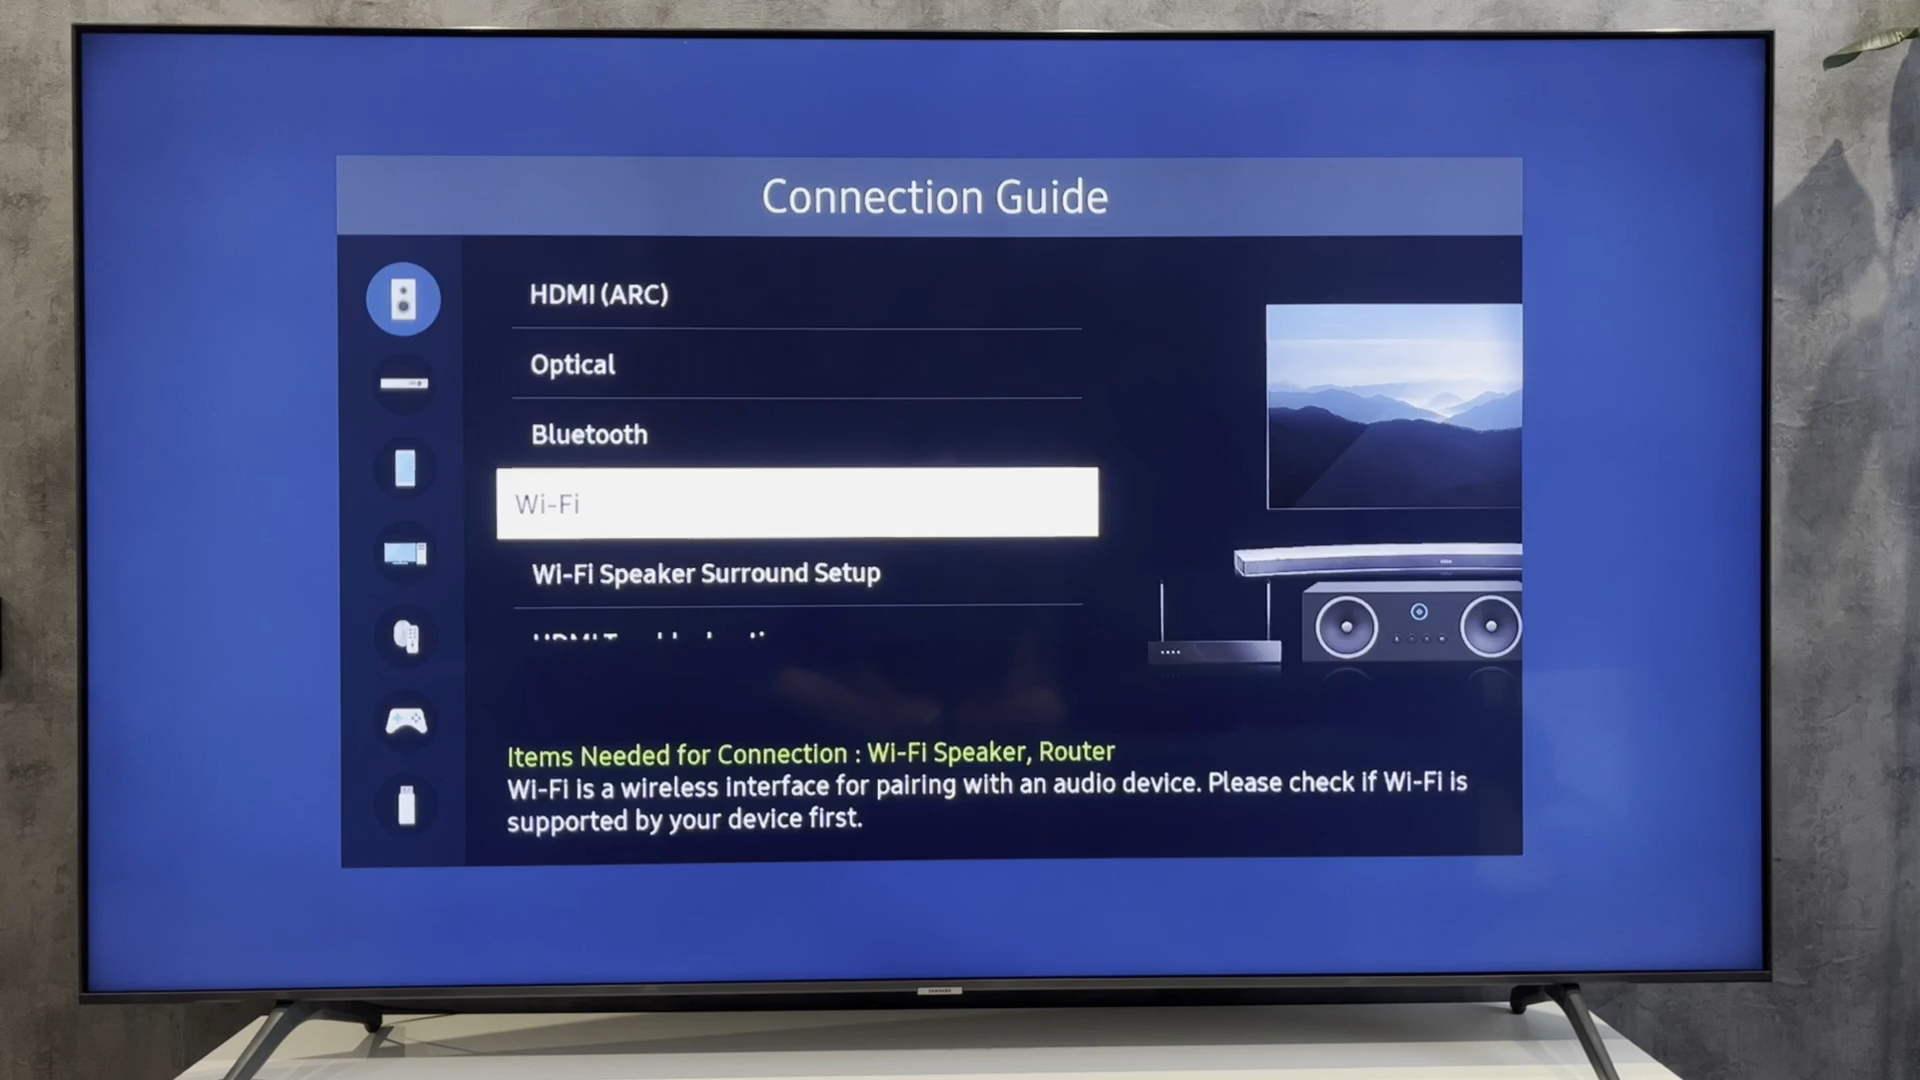 Connection Guide
HDMI (ARC)
Optical
Bluetooth
Wi-Fi
Wi-Fi Speaker Surround Setup
Items Needed for Connection : Wi-Fi Speaker, Router
Wi-Fi is a wireless interface for pairing with an audio device. Please check if Wi-Fi is
supported by your device first.
SAMSUNG